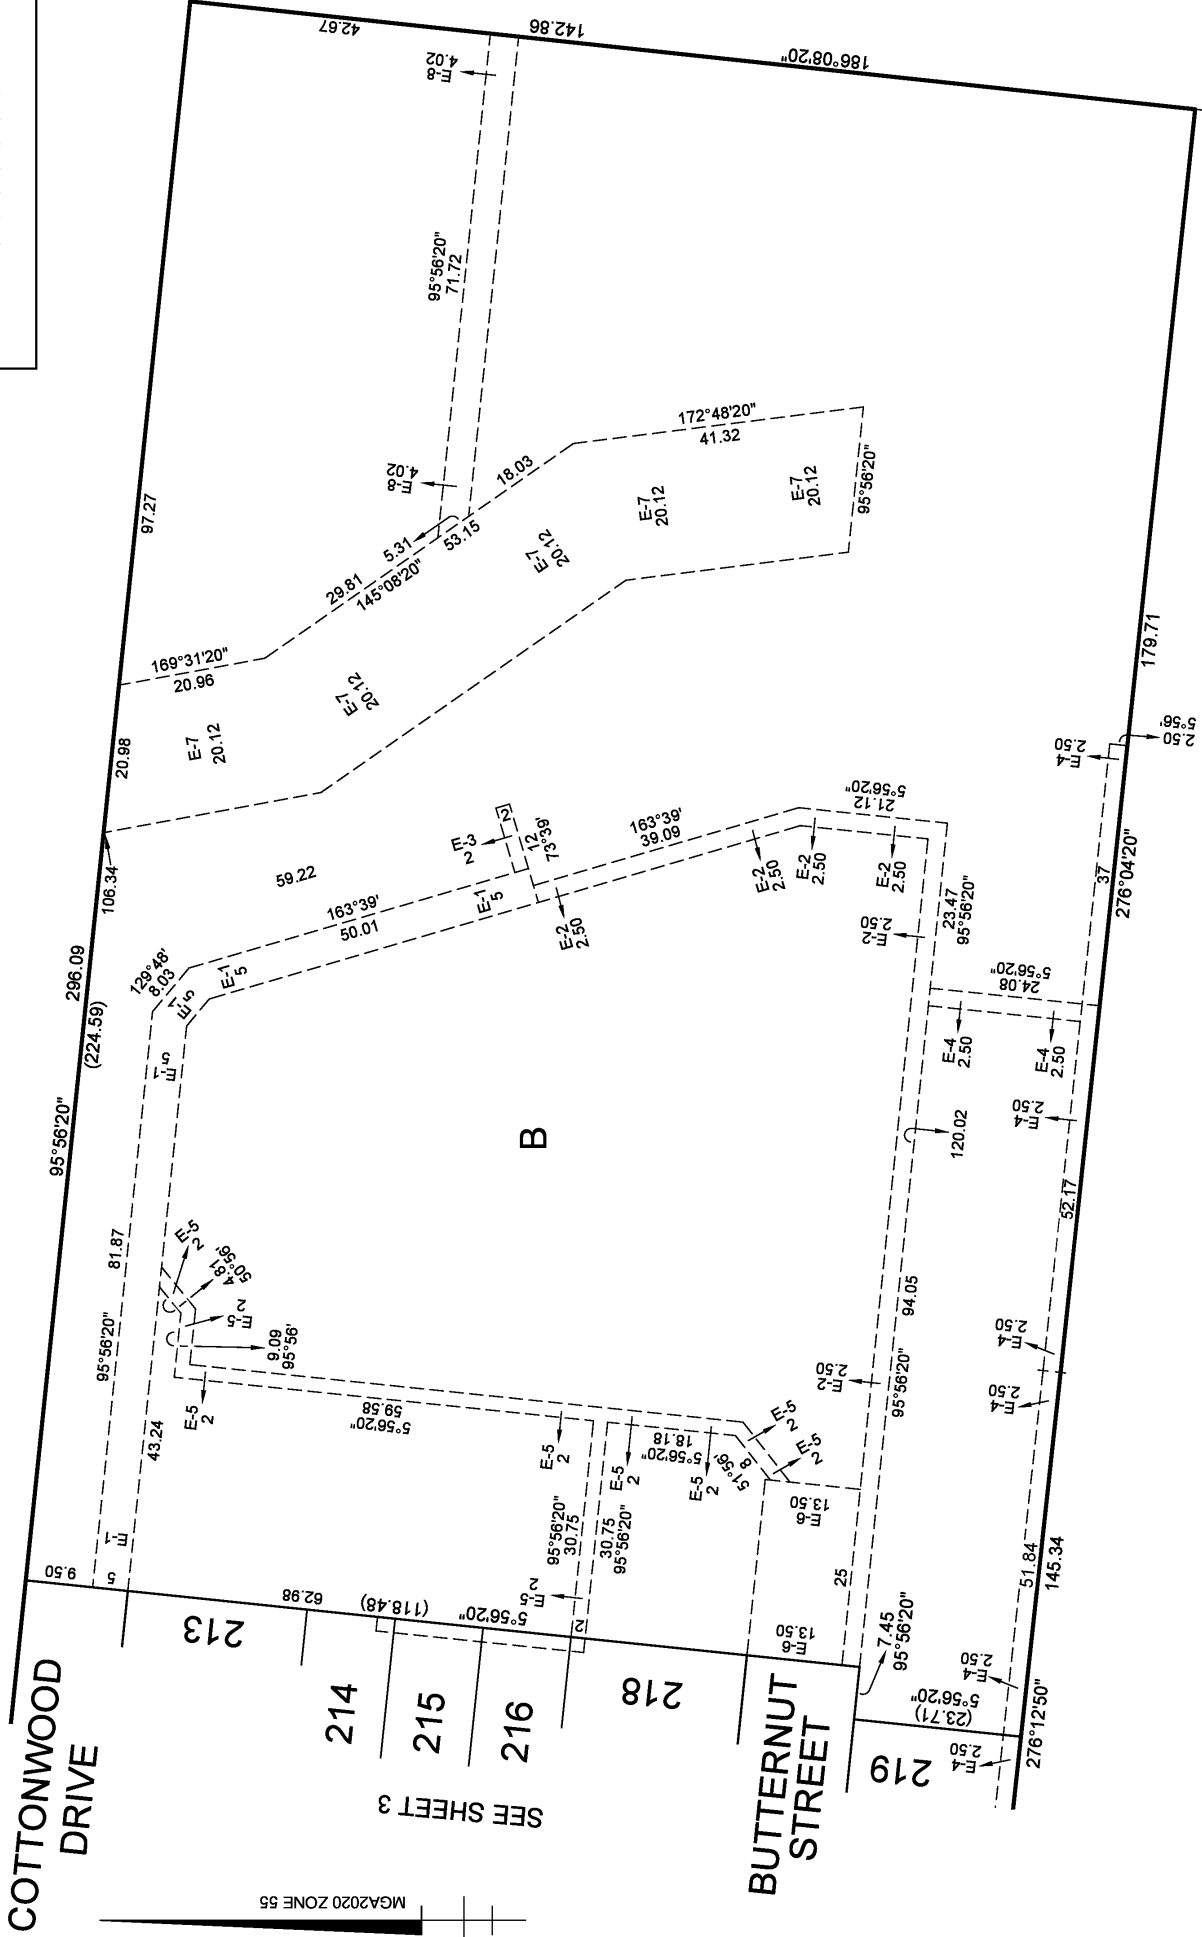 42.67
142.86
186°08'20"
E-8
4.02
95°56'20"
71.72
97.27
E-8
4.02
5.31
53.15
18.03
29.81
145°08'20"
172°48'20"
41.32
E-7
20.12
E-7
20.12
95°56'20"
E-7
20.12
E-7
20.12
169°31'20"
20.96
E-7
20.12
20.98
106.34
59.22
296.09
(224.59)
95°56'20"
129°48'
8.03
E-1
5
E-1
5
E-1
5
163°39'
50.01
E-1
5
E-3
2
2
12
73°39'
163°39'
39.09
E-2
2.50
E-2
2.50
E-2
2.50
E-2
2.50
5°56'20"
21.12
E-2
2.50
23.47
95°56'20"
5°56'20"
24.08
E-4
2.50
E-4
2.50
E-4
2.50
2.50
5°56'
179.71
37
276°04'20"
E-4
2.50
52.17
120.02
B
81.87
95°56'20"
E-5
2
50°56'
4.81
E-5
2
9.09
95°56'
43.24
E-5
2
5°56'20"
59.58
E-5
2
95°56'20"
30.75
30.75
95°56'20"
E-5
2
18.18
5°56'20"
E-5
2
51°56'
8
E-5
2
E-5
2
E-2
2.50
94.05
95°56'20"
E-4
2.50
E-4
2.50
E-6
13.50
25
E-6
13.50
51.84
145.34
9.50
5
E-1
62.98
(118.48)
5°56'20"
E-5
2
2
213
214
215
216
218
7.45
95°56'20"
5°56'20"
(23.71)
E-4
2.50
E-4
2.50
276°12'50"
219
COTTONWOOD
DRIVE
SEE SHEET 3
BUTTERNUT
STREET
MGA2020 ZONE 55